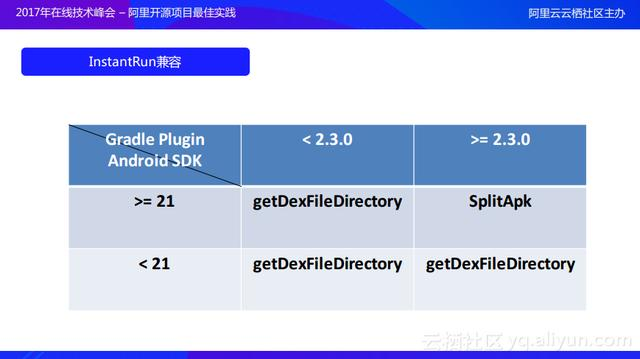 2017年在线技术峰会 – 阿里开源项目最佳实践
阿里云云栖社区主办
InstantRun兼容
Gradle Plugin
Android SDK
< 2.3.0
>= 2.3.0
>= 21
getDexFileDirectory
SplitApk
< 21
getDexFileDirectory
getDexFileDirectory
云栖社区 yq.aliyun.com